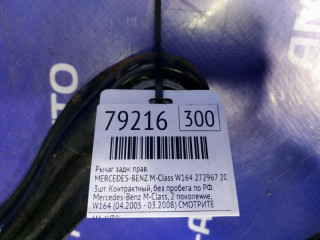 79216 300
Рычаг задн. прав.
MERCEDES-BENZ M-Class W164 272967 20
3шт. Контрактный, без пробега по РФ.
Mercedes-Benz M-Class, 2 поколение,
W164 (04.2005 - 03.2008) СМОТРИТЕ